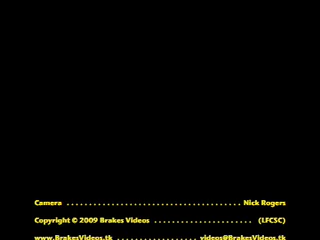 Camera ....................................... Nick Rogers
Copyright © 2009 Brakes Videos ...................... (LFCSC)
www.BrakesVideos.tk .................. videos@BrakesVideos.tk